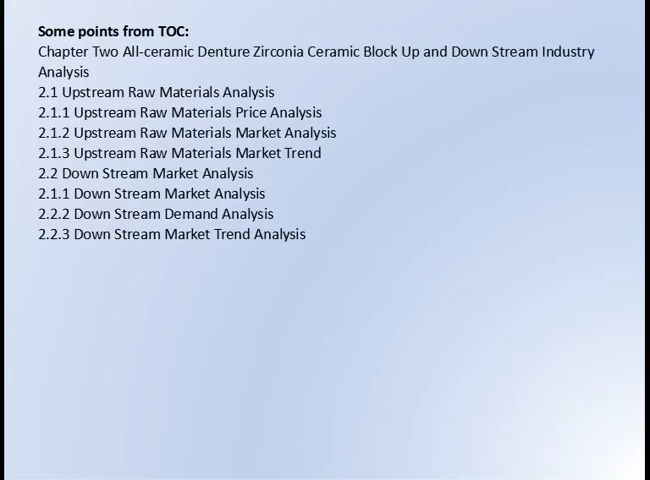 Some points from TOC:
Chapter Two All-ceramic Denture Zirconia Ceramic Block Up and Down Stream Industry
Analysis
2.1 Upstream Raw Materials Analysis
2.1.1 Upstream Raw Materials Price Analysis
2.1.2 Upstream Raw Materials Market Analysis
2.1.3 Upstream Raw Materials Market Trend
2.2 Down Stream Market Analysis
2.1.1 Down Stream Market Analysis
2.2.2 Down Stream Demand Analysis
2.2.3 Down Stream Market Trend Analysis